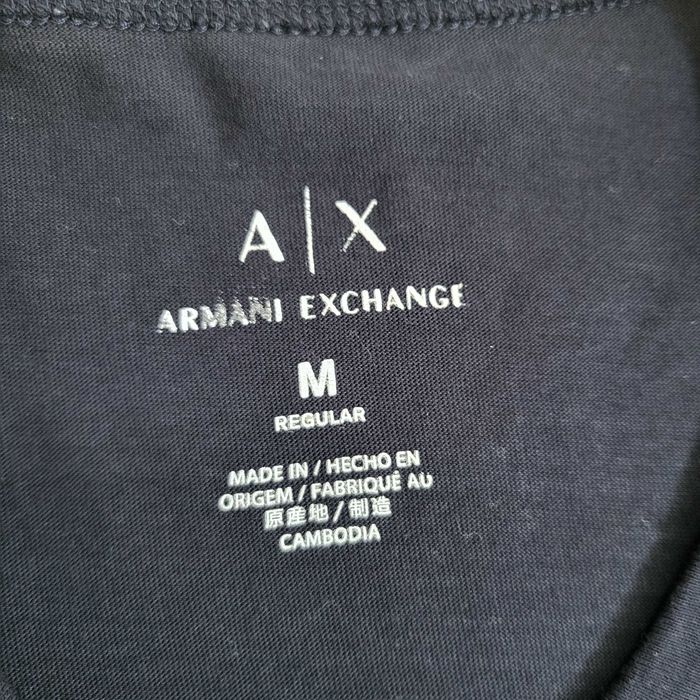 A|X
ARMANI EXCHANGE
M
REGULAR
MADE IN / HECHO EN
ORIGEM / FABRIQUÉ AU
原産地 / 制造
CAMBODIA